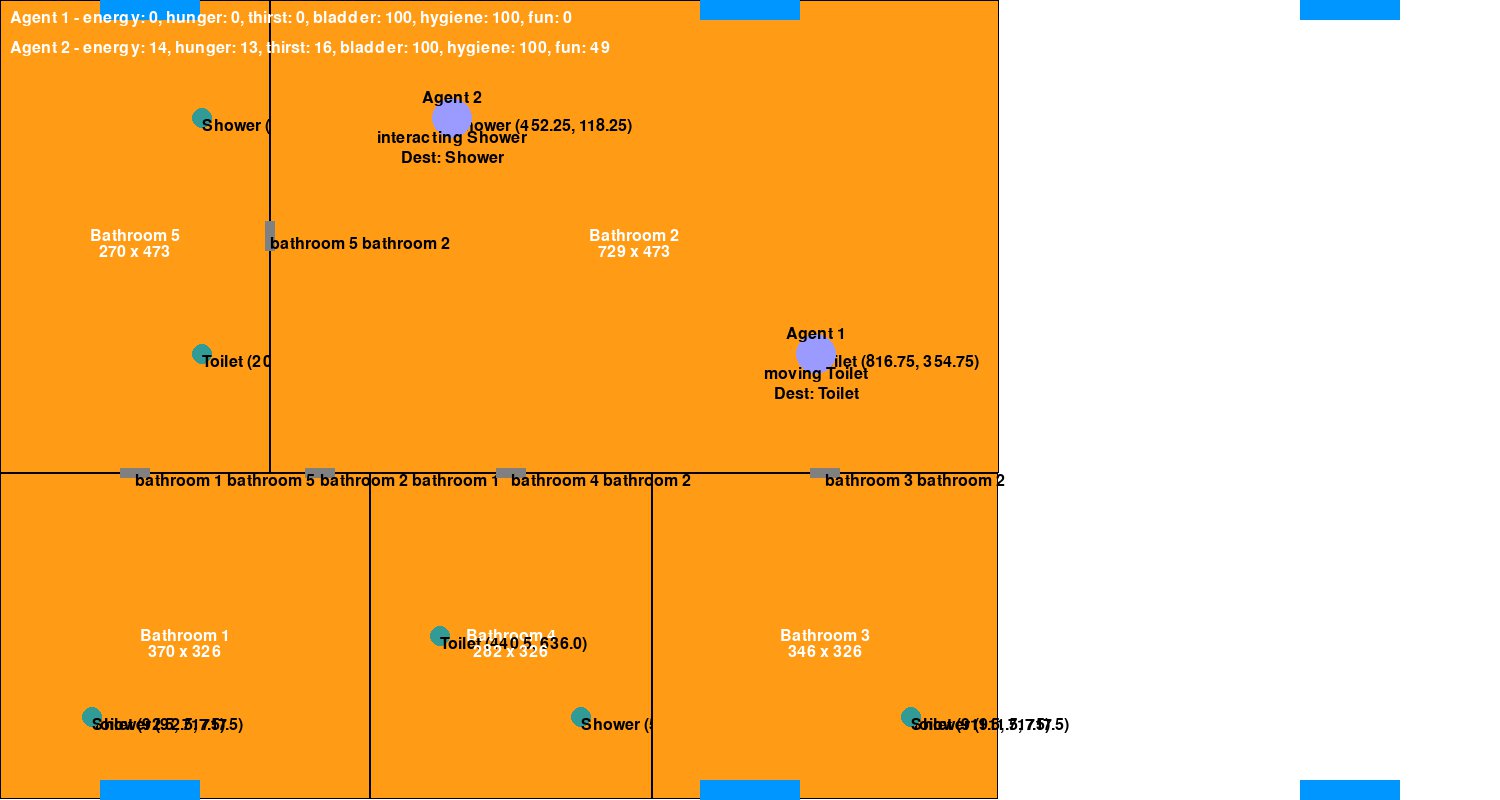 Agent 1 - energy: 0, hunger: 0, thirst: 0, bladder: 100, hygiene: 100, fun: 0
Agent 2 - energy: 14, hunger: 13, thirst: 16, bladder: 100, hygiene: 100, fun: 49
Agent 2
Shower (
(452.25, 118.25)
interacting Shower
Dest: Shower
Bathroom 5
270 x 473
bathroom 5 bathroom 2
Bathroom 2
729 x 473
Agent 1
Toilet (20
(816.75, 354.75)
moving Toilet
Dest: Toilet
bathroom 1 bathroom 5
bathroom 2 bathroom 1
bathroom 4 bathroom 2
bathroom 3 bathroom 2
Bathroom 1
370 x 326
Bathroom 4
Toilet (440.5, 636.0)
282 x 326
Bathroom 3
346 x 326
Shower (5